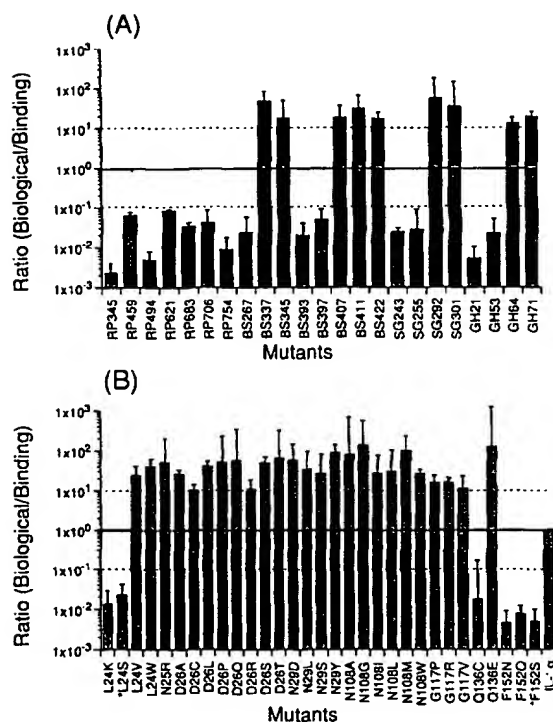 (A)
Ratio (Biological/Binding)
1x10³
1x10²
1x10¹
1x10⁰
1x10⁻¹
1x10⁻²
1x10⁻³
RP345
RP459
RP494
RP621
RP683
RP706
RP754
BS267
BS337
BS345
BS393
BS397
BS407
BS411
BS422
SG243
SG255
SG292
SG301
GH21
GH53
GH64
GH71
Mutants
(B)
Ratio (Biological/Binding)
1x10³
1x10²
1x10¹
1x10⁰
1x10⁻¹
1x10⁻²
1x10⁻³
L24K
*L24S
L24V
L24W
N25R
D26A
D26C
D26L
D26P
D26Q
D26R
D26S
D26T
N29D
N29L
N29S
N29Y
N108A
N108G
N108I
N108L
N108M
N108W
G117P
G117R
G117V
Q136C
Q136E
F152N
F152Q
*F152S
Mutants